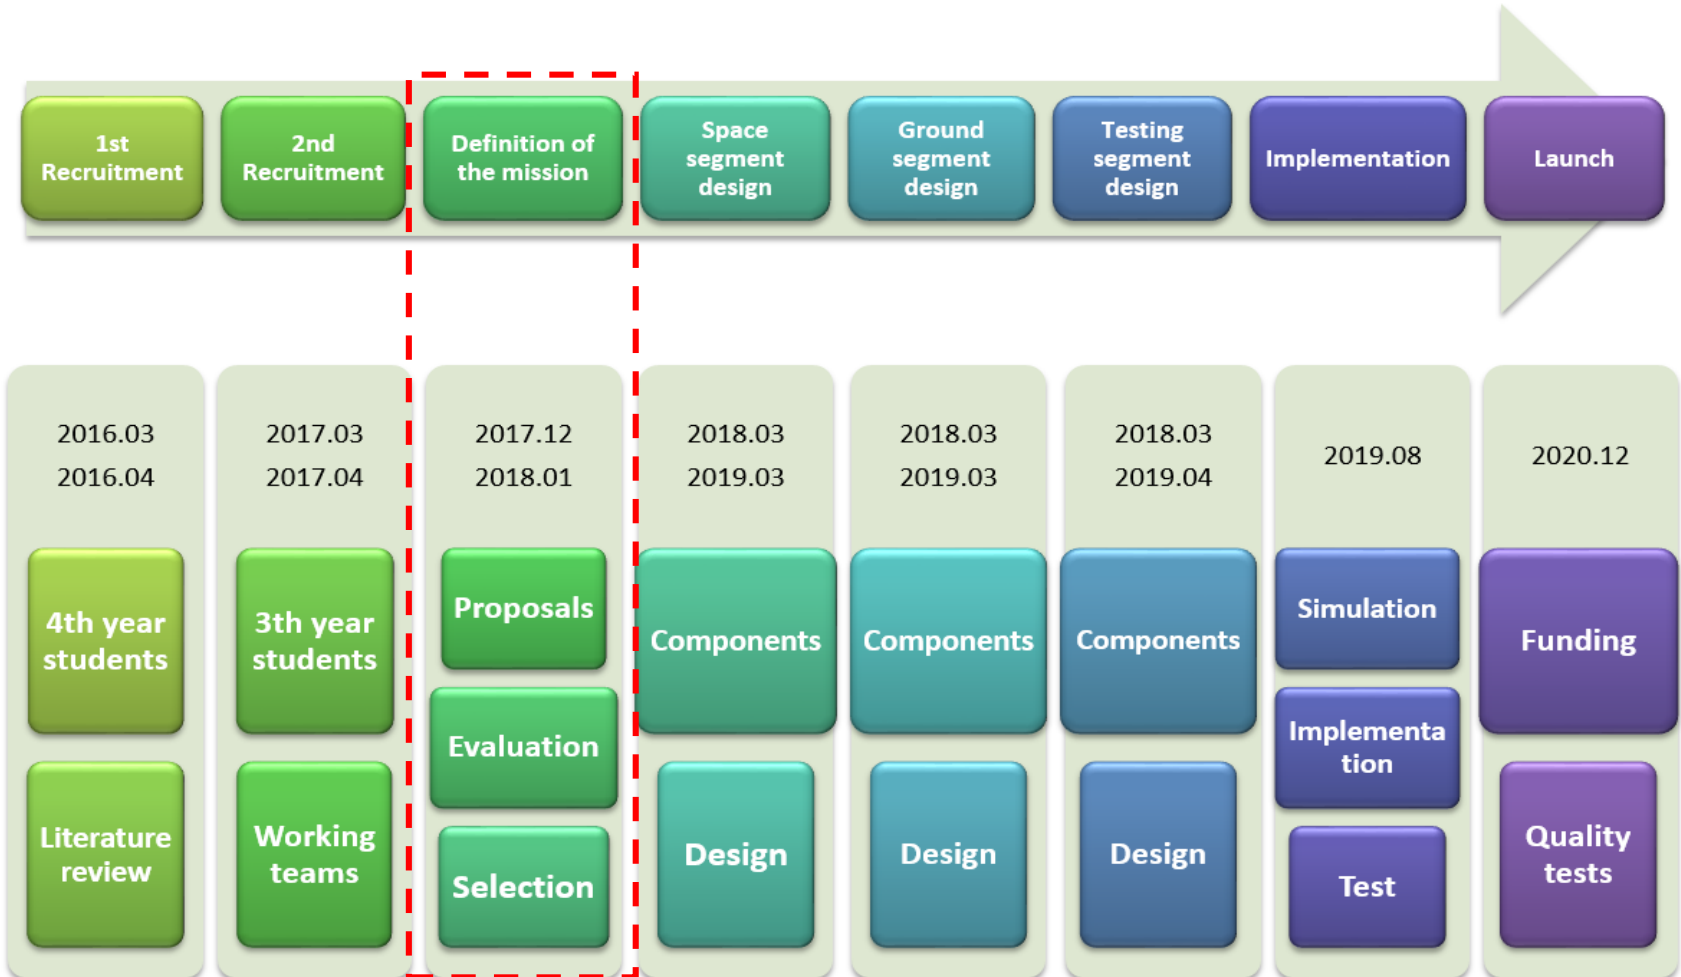 1st
Recruitment
2nd
Recruitment
Definition of
the mission
Space
segment
design
Ground
segment
design
Testing
segment
design
Implementation
Launch
2016.03
2016.04
2017.03
2017.04
2017.12
2018.01
2018.03
2019.03
2018.03
2019.03
2018.03
2019.04
2019.08
2020.12
4th year
students
Literature
review
3th year
students
Working
teams
Proposals
Evaluation
Selection
Components
Design
Components
Design
Components
Design
Simulation
Implementa
tion
Test
Funding
Quality
tests